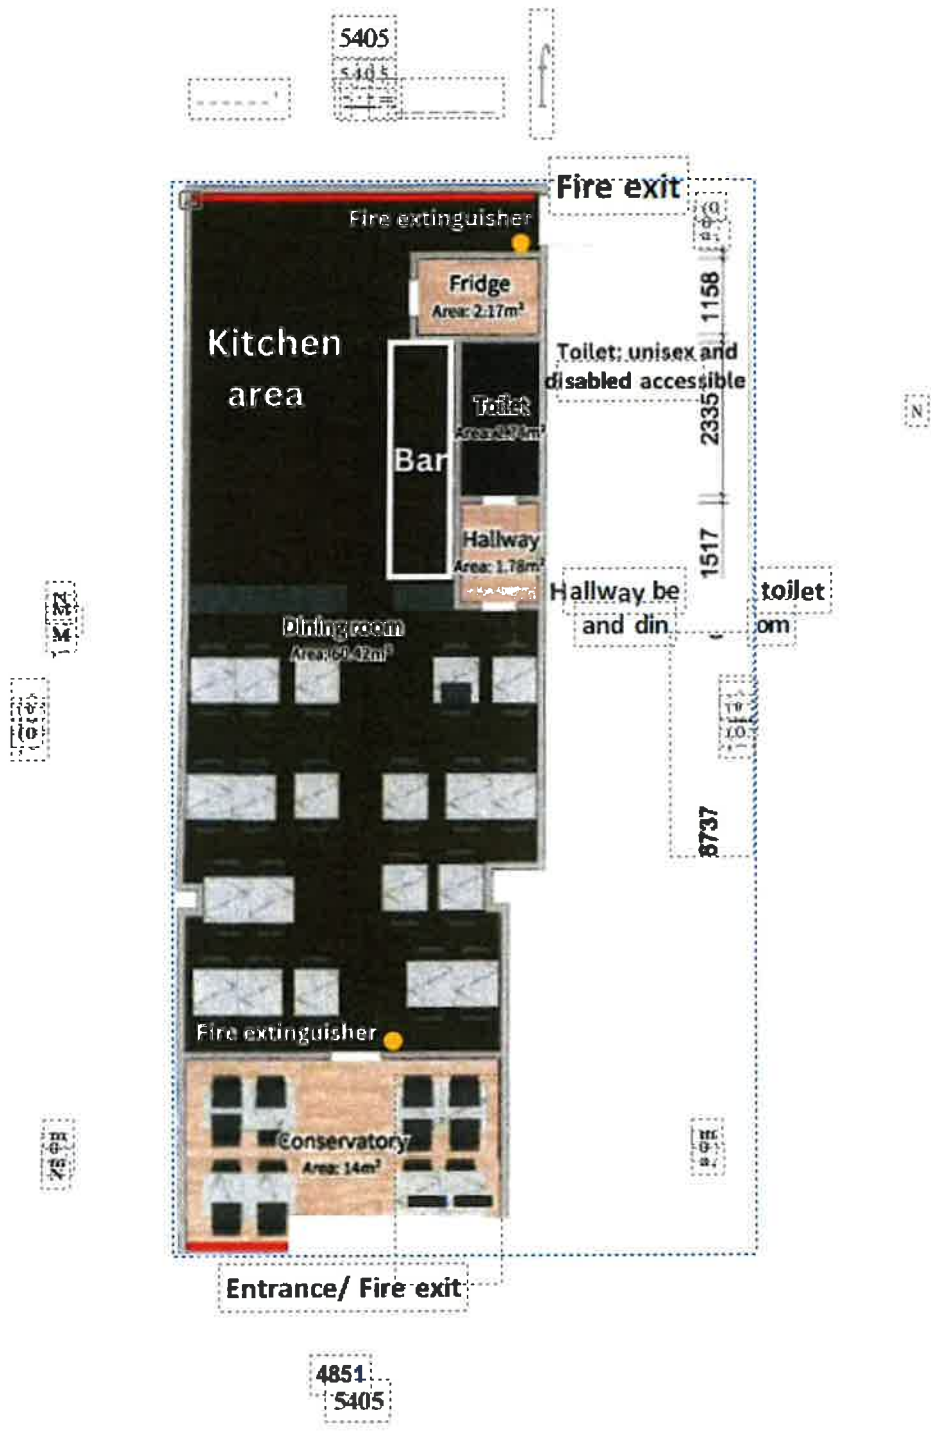 5405
5405
Fire exit
Fire extinguisher
Fridge
Area: 2.17m²
1158
Kitchen
area
Toilet: unisex and
disabled accessible
Toilet
2335
N
Bar
Hallway
Area: 1.78m²
1517
Hallway be toilet
and din om
Dining room
Area: 60.42m²
8737
Fire extinguisher
Conservatory
Area: 14m²
Entrance/ Fire exit
4851
5405